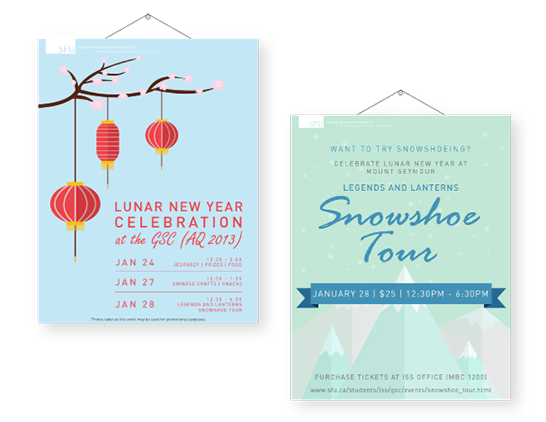 SFU
LUNAR NEW YEAR
CELEBRATION
at the GSC (AQ 2013)
JAN 24
12:30 - 2:00
JEOPARDY | PRIZES | FOOD
JAN 27
12:30 - 1:30
CHINESE CRAFTS | SNACKS
JAN 28
12:30 - 6:30
LEGENDS AND LANTERNS
SNOWSHOE TOUR
Photos taken at this event may be used for promotional purposes.
SFU
WANT TO TRY SNOWSHOEING?
CELEBRATE LUNAR NEW YEAR AT
MOUNT SEYMOUR
LEGENDS AND LANTERNS
Snowshoe
Tour
JANUARY 28 | $25 | 12:30PM - 6:30PM
PURCHASE TICKETS AT ISS OFFICE (MBC 1200)
www.sfu.ca/students/iss/gsc/events/snowshoe_tour.html